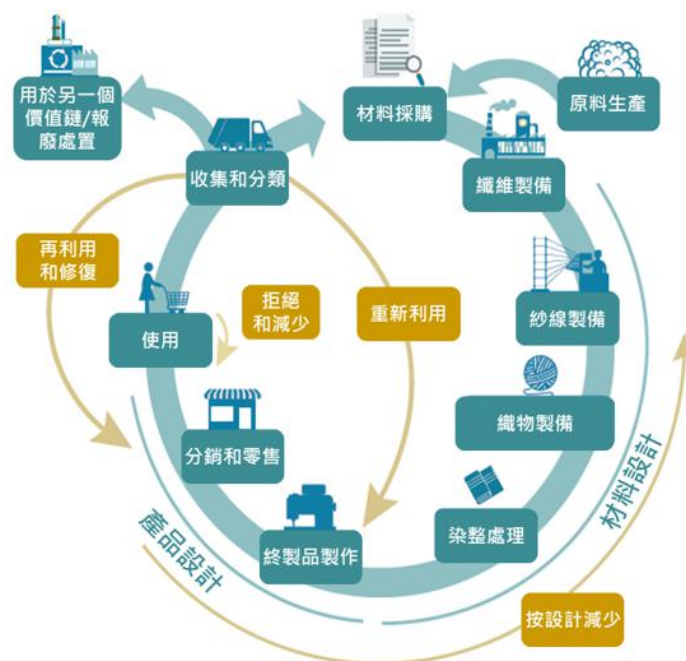 用於另一個
價值鏈/報
廢處置
材料採購
原料生產
收集和分類
纖維製備
再利用
和修復
拒絕
和減少
重新利用
使用
紗線製備
織物製備
分銷和零售
染整處理
終製品製作
產品設計
材料設計
按設計減少